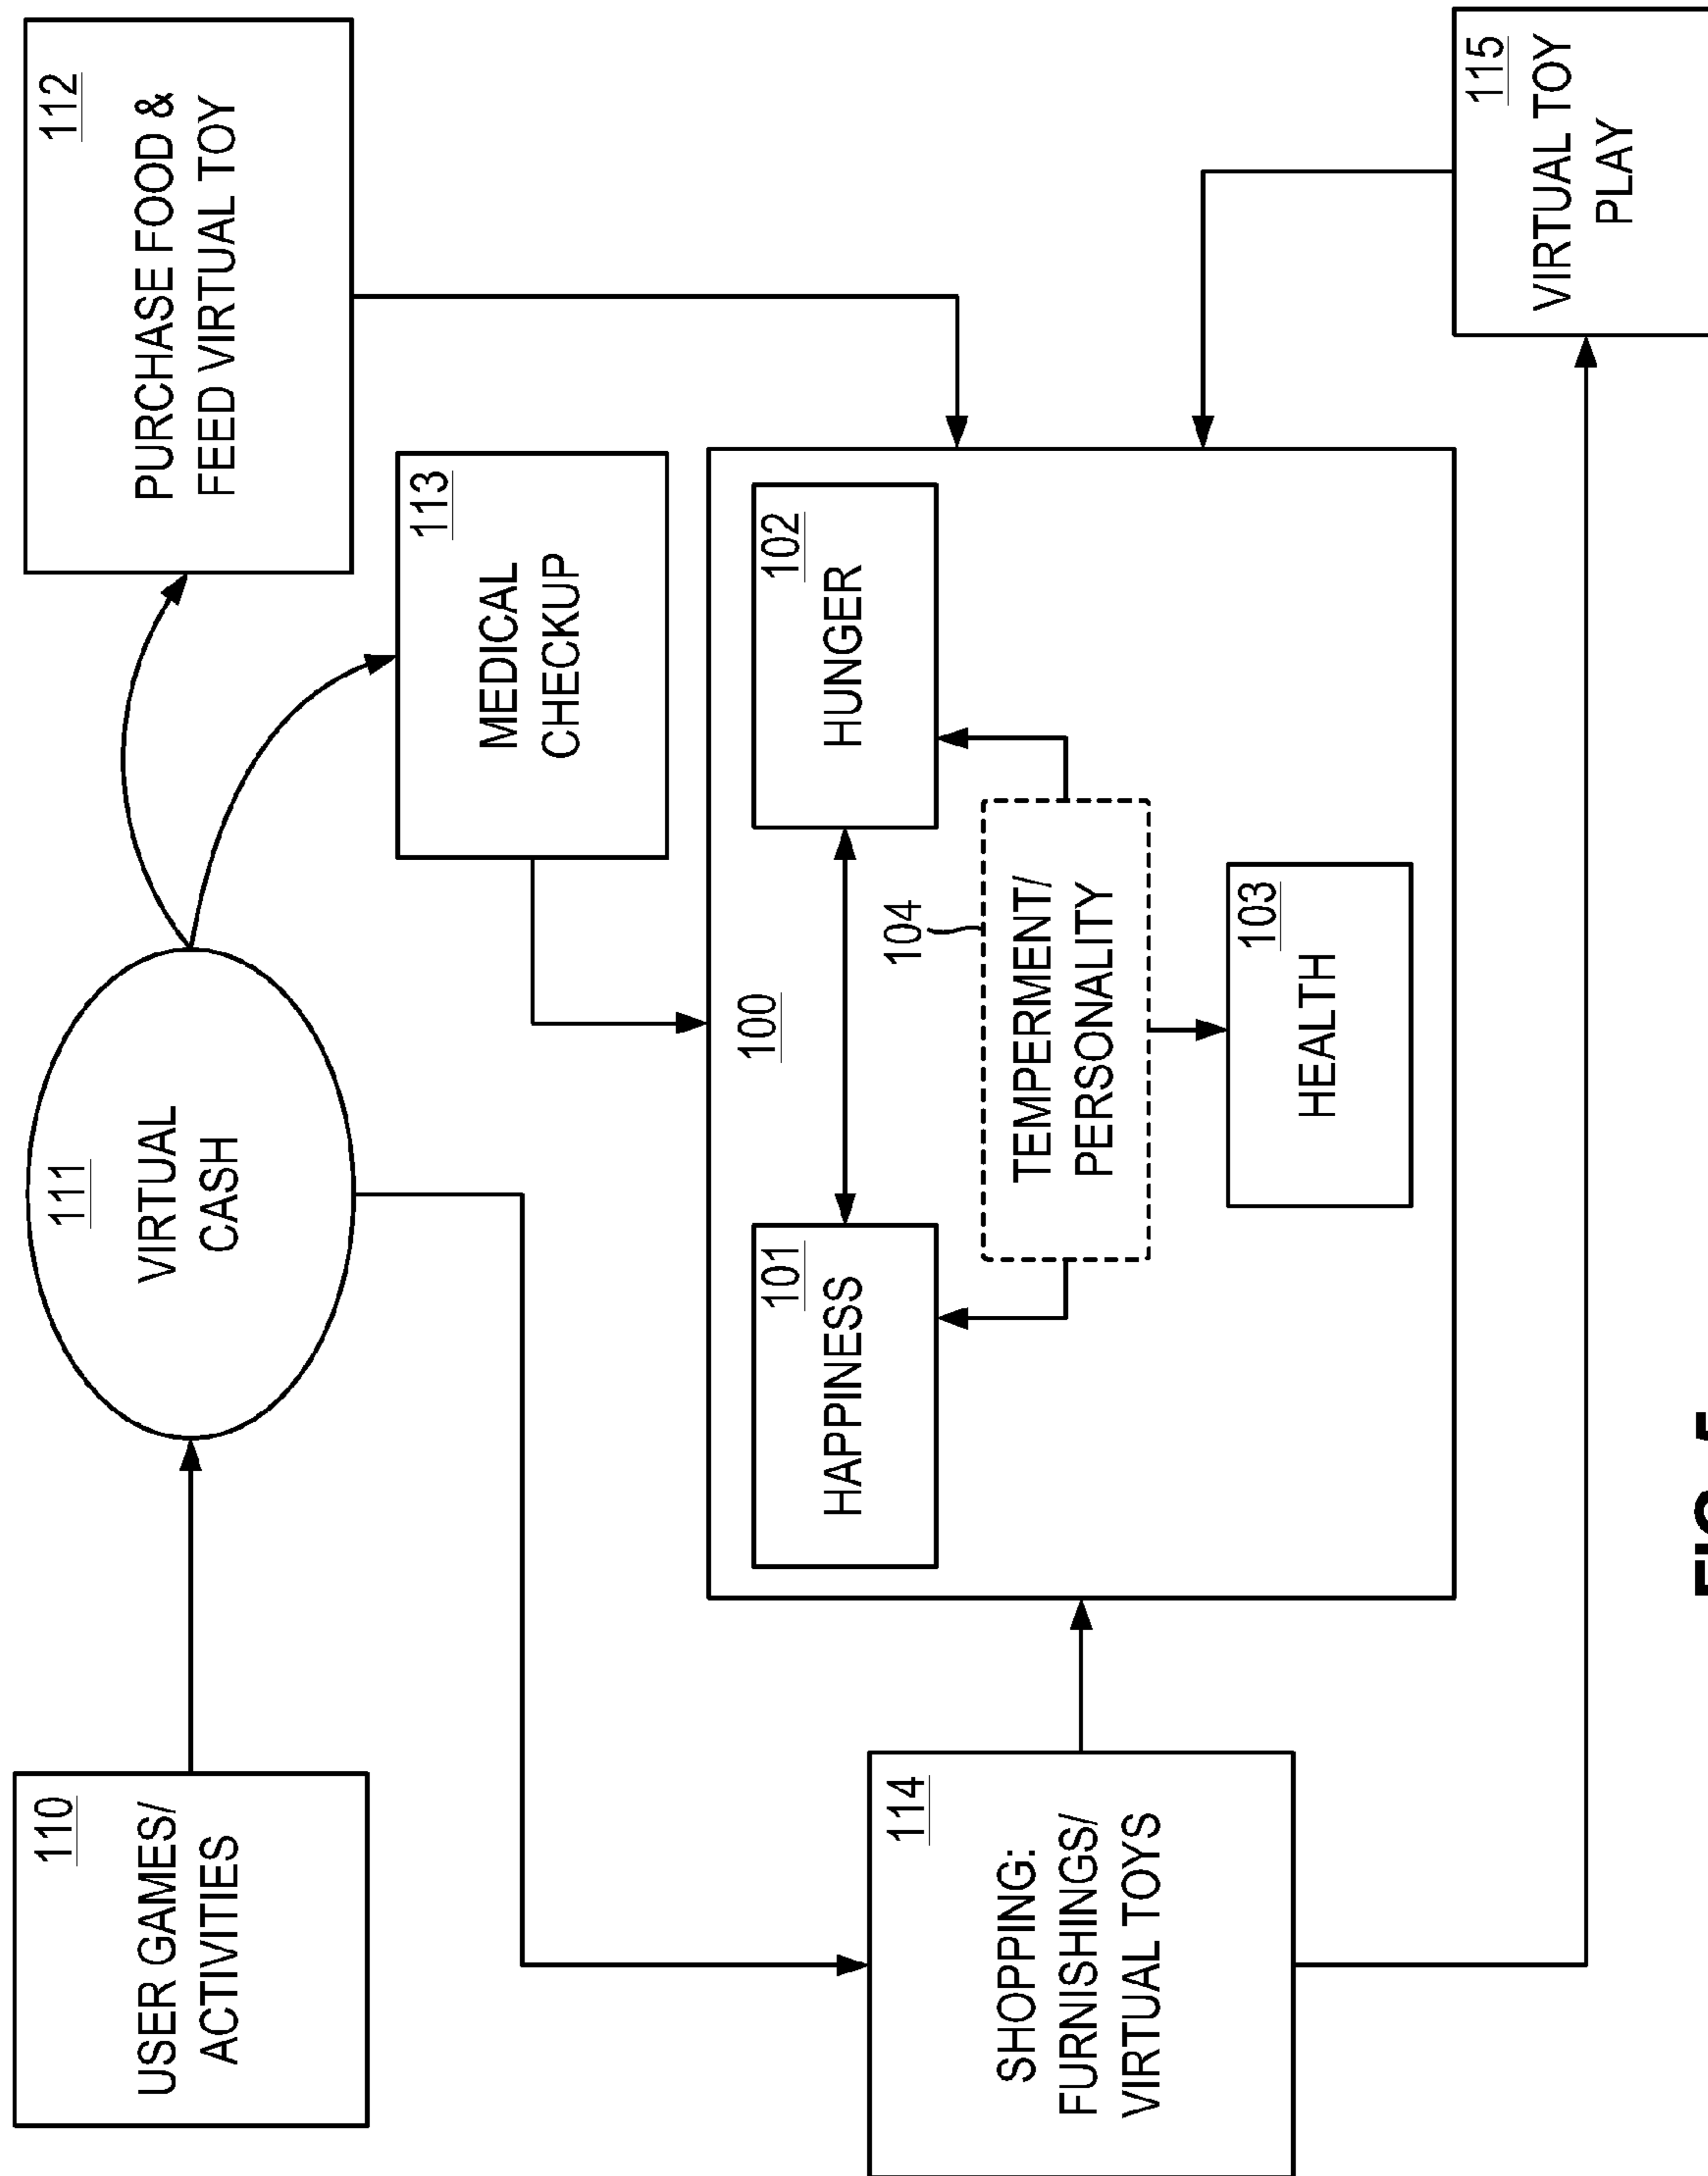 110
USER GAMES/
ACTIVITIES
111
VIRTUAL
CASH
112
PURCHASE FOOD &
FEED VIRTUAL TOY
113
MEDICAL
CHECKUP
100
101
HAPPINESS
102
HUNGER
104
TEMPERMENT/
PERSONALITY
103
HEALTH
114
SHOPPING:
FURNISHINGS/
VIRTUAL TOYS
115
VIRTUAL TOY
PLAY